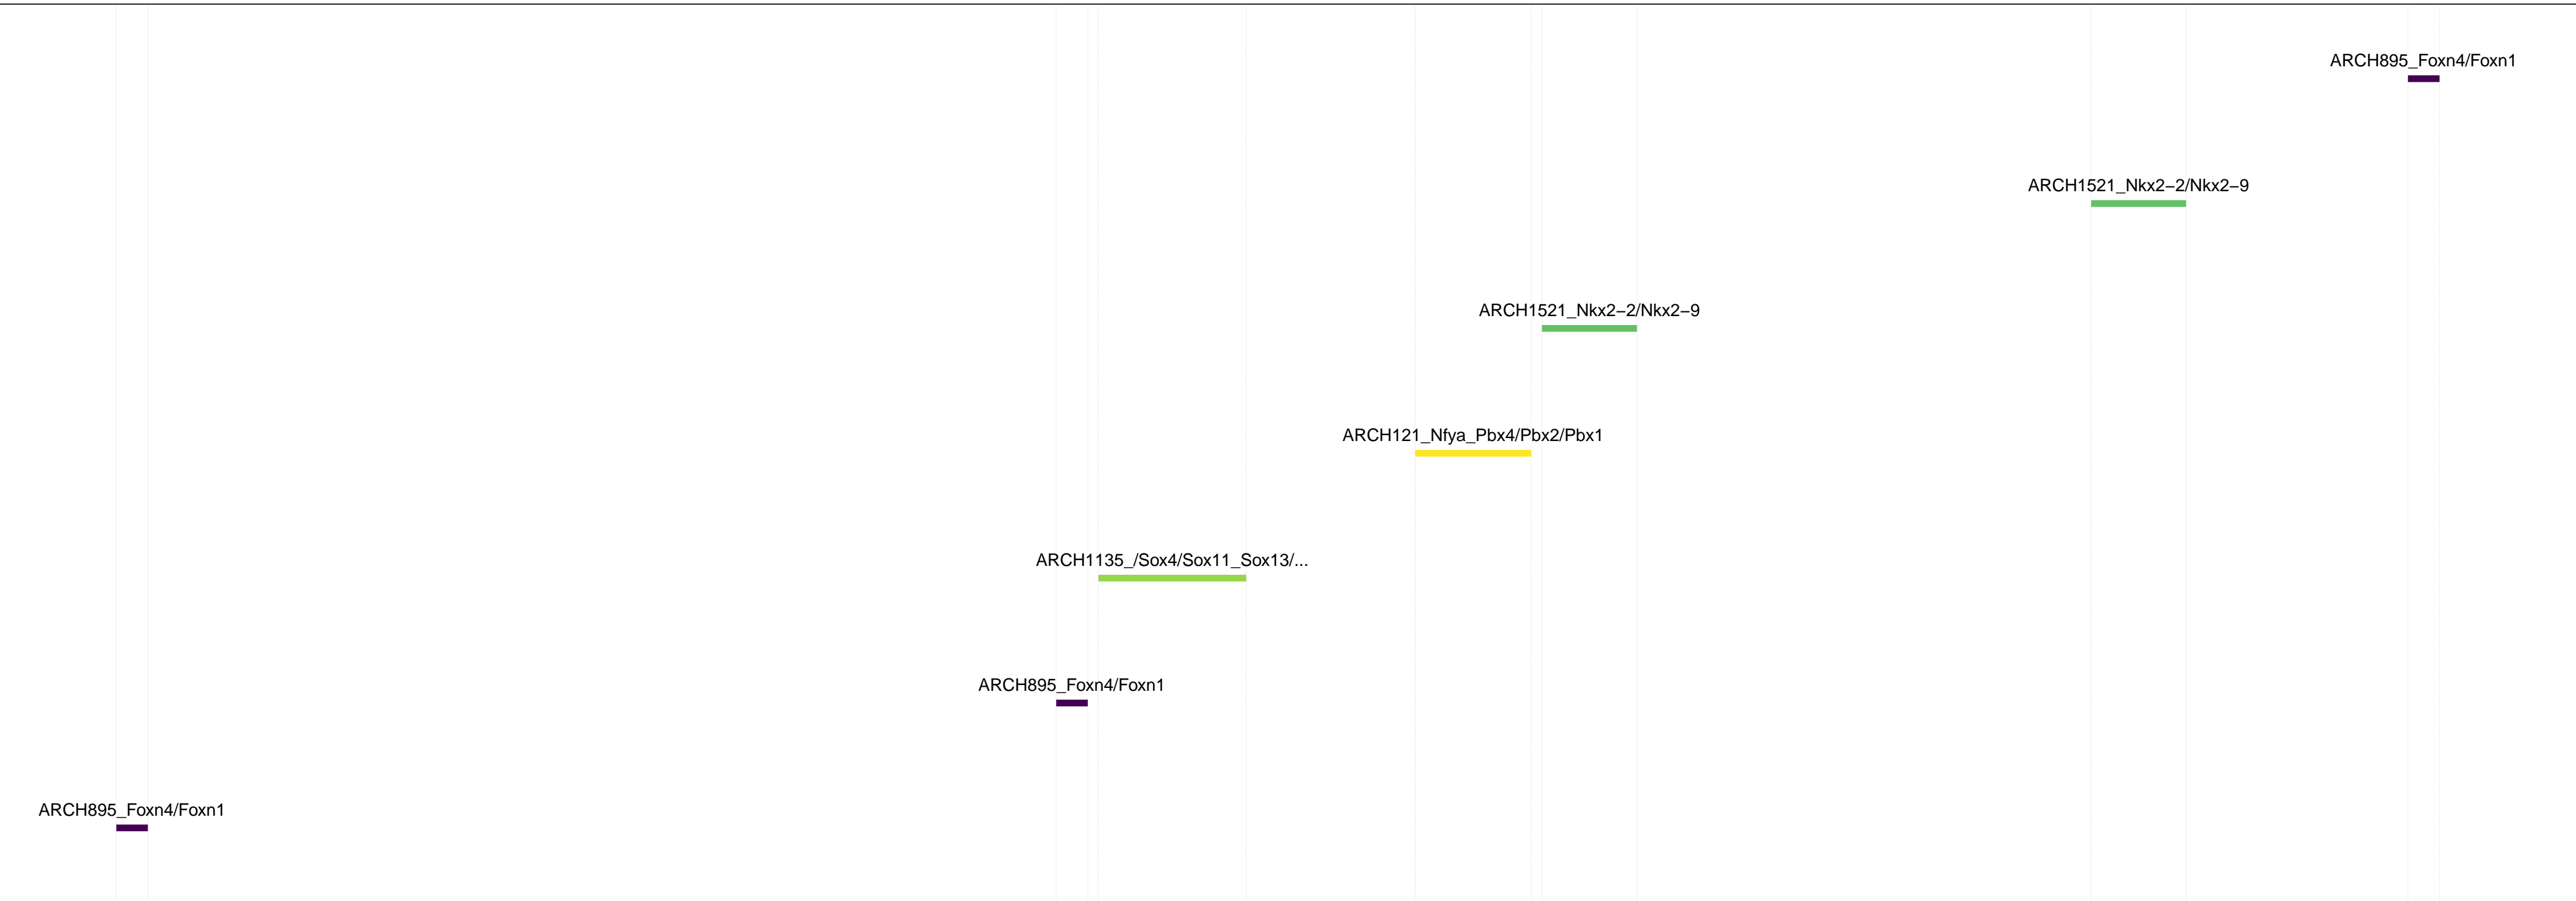 ARCH895_Foxn4/Foxn1
ARCH1521_Nkx2−2/Nkx2−9
ARCH1521_Nkx2−2/Nkx2−9
ARCH121_Nfya_Pbx4/Pbx2/Pbx1
ARCH1135_/Sox4/Sox11_Sox13/...
ARCH895_Foxn4/Foxn1
ARCH895_Foxn4/Foxn1